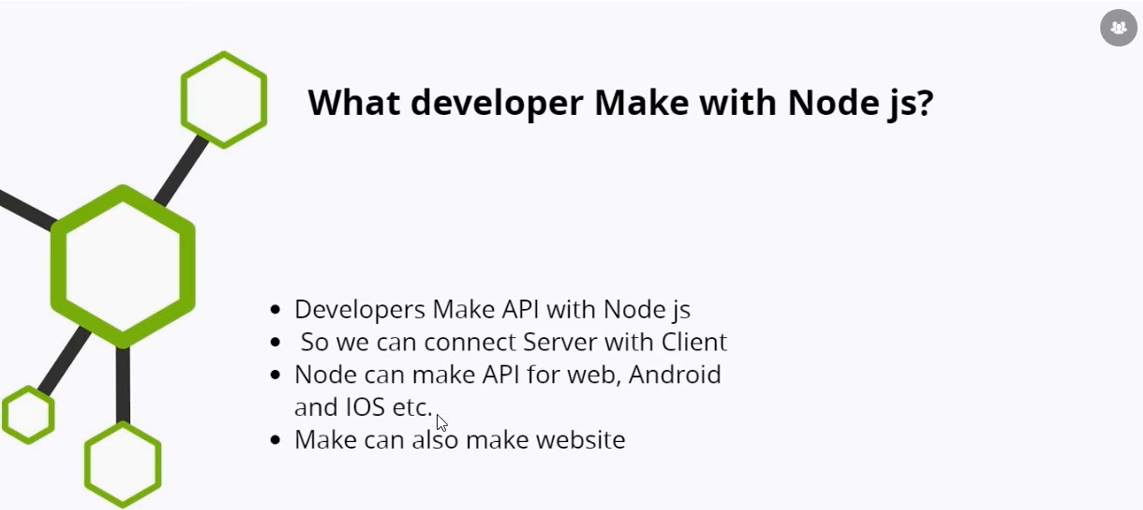 What developer Make with Node js?
• Developers Make API with Node js
• So we can connect Server with Client
• Node can make API for web, Android
and IOS etc.
• Make can also make website